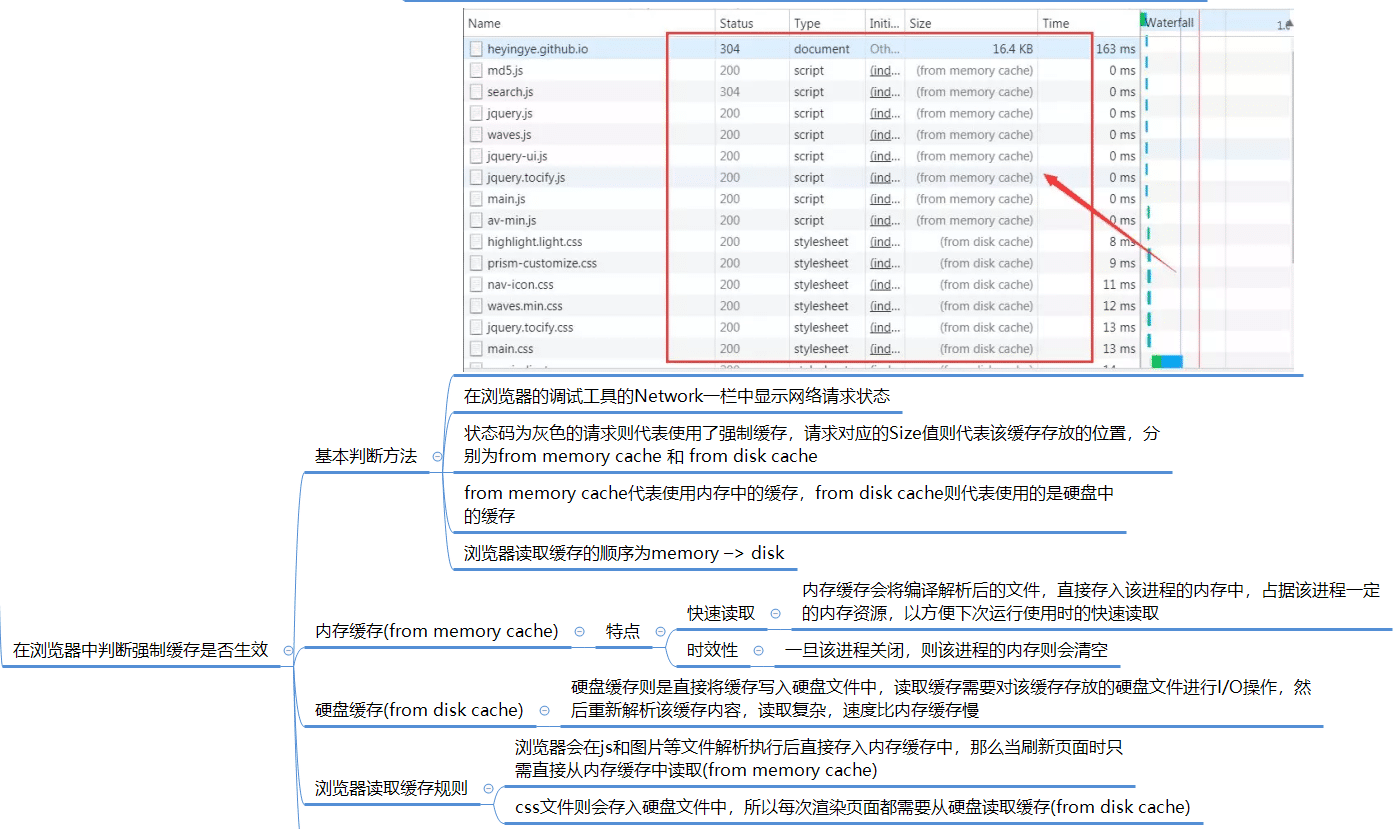 Name Status Type Initi... Size Time Waterfall
heyingye.github.io 304 document Oth... 16.4 KB 163 ms
md5.js 200 script (ind... (from memory cache) 0 ms
search.js 304 script (ind... (from memory cache) 0 ms
jquery.js 200 script (ind... (from memory cache) 0 ms
waves.js 200 script (ind... (from memory cache) 0 ms
jquery-ui.js 200 script (ind... (from memory cache) 0 ms
jquery.tocify.js 200 script (ind... (from memory cache) 0 ms
main.js 200 script (ind... (from memory cache) 0 ms
av-min.js 200 script (ind... (from memory cache) 0 ms
highlight.light.css 200 stylesheet (ind... (from disk cache) 8 ms
prism-customize.css 200 stylesheet (ind... (from disk cache) 9 ms
nav-icon.css 200 stylesheet (ind... (from disk cache) 11 ms
waves.min.css 200 stylesheet (ind... (from disk cache) 12 ms
jquery.tocify.css 200 stylesheet (ind... (from disk cache) 13 ms
main.css 200 stylesheet (ind... (from disk cache) 13 ms
在浏览器中判断强制缓存是否生效
基本判断方法
在浏览器的调试工具的Network一栏中显示网络请求状态
状态码为灰色的请求则代表使用了强制缓存，请求对应的Size值则代表该缓存存放的位置，分
别为from memory cache 和 from disk cache
from memory cache代表使用内存中的缓存，from disk cache则代表使用的是硬盘中
的缓存
浏览器读取缓存的顺序为memory –> disk
内存缓存(from memory cache)
特点
快速读取
内存缓存会将编译解析后的文件，直接存入该进程的内存中，占据该进程一定
的内存资源，以方便下次运行使用时的快速读取
时效性
一旦该进程关闭，则该进程的内存则会清空
硬盘缓存(from disk cache)
硬盘缓存则是直接将缓存写入硬盘文件中，读取缓存需要对该缓存存放的硬盘文件进行I/O操作，然
后重新解析该缓存内容，读取复杂，速度比内存缓存慢
浏览器读取缓存规则
浏览器会在js和图片等文件解析执行后直接存入内存缓存中，那么当刷新页面时只
需直接从内存缓存中读取(from memory cache)
css文件则会存入硬盘文件中，所以每次渲染页面都需要从硬盘读取缓存(from disk cache)